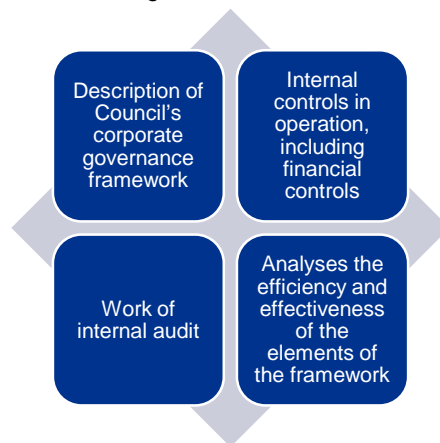 Description of
Council's
corporate
governance
framework
Internal
controls in
operation,
including
financial
controls
Work of
internal audit
Analyses the
efficiency and
effectiveness
of the
elements of
the framework